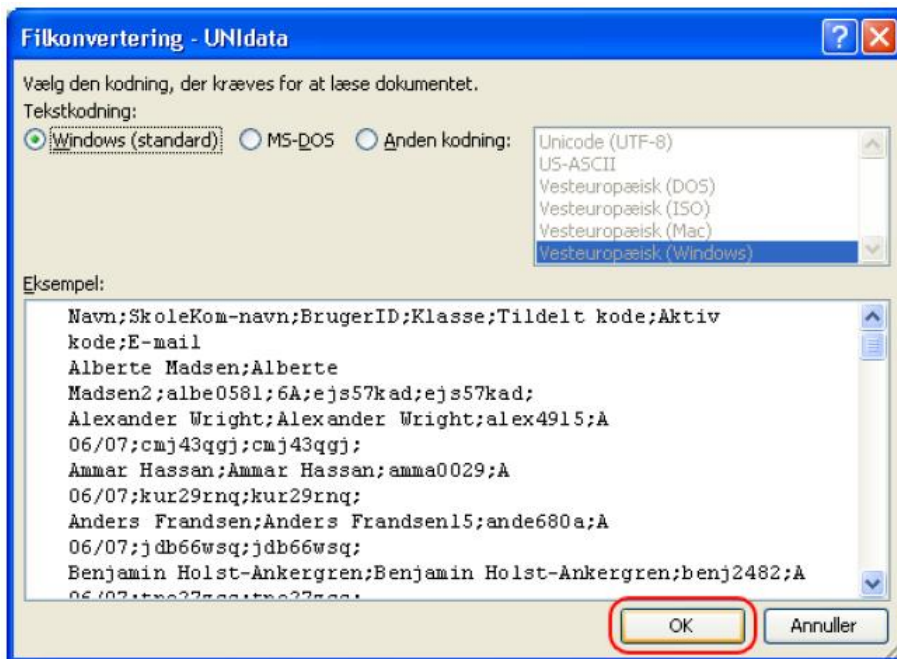 Filkonvertering - UNIdata
Vælg den kodning, der kræves for at læse dokumentet.
Tekstkodning:
Windows (standard) MS-DOS Anden kodning:
Unicode (UTF-8)
US-ASCII
Vesteuropæisk (DOS)
Vesteuropæisk (ISO)
Vesteuropæisk (Mac)
Vesteuropæisk (Windows)
Eksempel:
Navn;SkoleKom-navn;BrugerID;Klasse;Tildelt kode;Aktiv
kode;E-mail
Alberte Madsen;Alberte
Madsen2;albe0581;6A;ejs57kad;ejs57kad;
Alexander Wright;Alexander Wright;alex4915;A
06/07;cmj43qgj;cmj43qgj;
Ammar Hassan;Ammar Hassan;amma0029;A
06/07;kur29rnq;kur29rnq;
Anders Frandsen;Anders Frandsen15;ande680a;A
06/07;jdb66wsq;jdb66wsq;
Benjamin Holst-Ankergren;Benjamin Holst-Ankergren;benj2482;A
OK Annuller